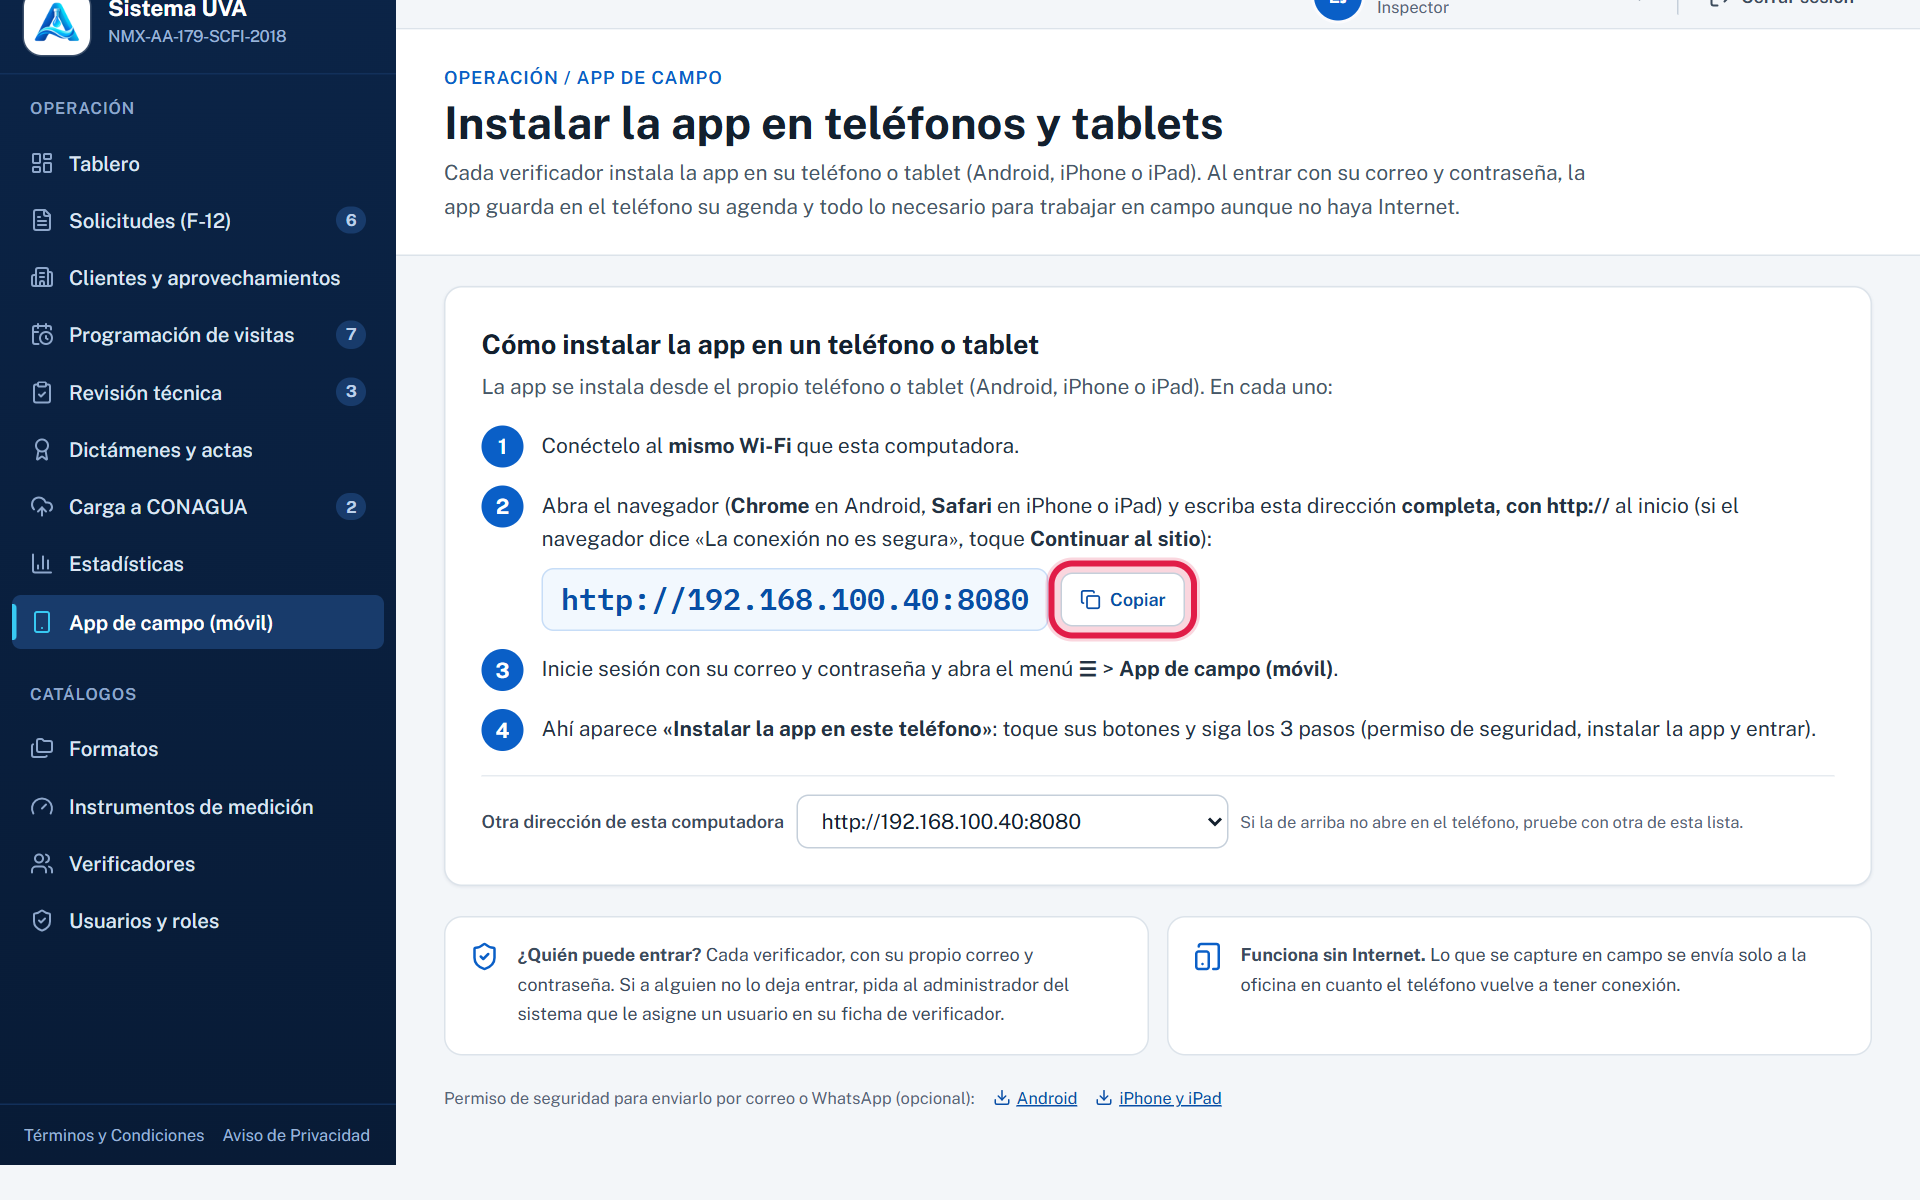 Sistema UVA
NMX-AA-179-SCFI-2018
OPERACIÓN
Tablero
Solicitudes (F-12) 6
Clientes y aprovechamientos
Programación de visitas 7
Revisión técnica 3
Dictámenes y actas
Carga a CONAGUA 2
Estadísticas
App de campo (móvil)
CATÁLOGOS
Formatos
Instrumentos de medición
Verificadores
Usuarios y roles
Términos y Condiciones Aviso de Privacidad
Inspector
Cerrar sesión
OPERACIÓN / APP DE CAMPO
Instalar la app en teléfonos y tablets
Cada verificador instala la app en su teléfono o tablet (Android, iPhone o iPad). Al entrar con su correo y contraseña, la
app guarda en el teléfono su agenda y todo lo necesario para trabajar en campo aunque no haya Internet.
Cómo instalar la app en un teléfono o tablet
La app se instala desde el propio teléfono o tablet (Android, iPhone o iPad). En cada uno:
1 Conéctelo al mismo Wi-Fi que esta computadora.
2 Abra el navegador (Chrome en Android, Safari en iPhone o iPad) y escriba esta dirección completa, con http:// al inicio (si el
navegador dice «La conexión no es segura», toque Continuar al sitio):
http://192.168.100.40:8080 Copiar
3 Inicie sesión con su correo y contraseña y abra el menú ☰ > App de campo (móvil).
4 Ahí aparece «Instalar la app en este teléfono»: toque sus botones y siga los 3 pasos (permiso de seguridad, instalar la app y entrar).
Otra dirección de esta computadora http://192.168.100.40:8080 Si la de arriba no abre en el teléfono, pruebe con otra de esta lista.
¿Quién puede entrar? Cada verificador, con su propio correo y
contraseña. Si a alguien no lo deja entrar, pida al administrador del
sistema que le asigne un usuario en su ficha de verificador.
Funciona sin Internet. Lo que se capture en campo se envía solo a la
oficina en cuanto el teléfono vuelve a tener conexión.
Permiso de seguridad para enviarlo por correo o WhatsApp (opcional): Android iPhone y iPad